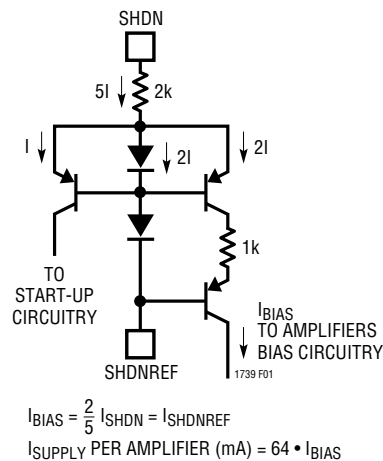 SHDN
5I
2k
I
2I
2I
1k
TO
START-UP
CIRCUITRY
I_BIAS
TO AMPLIFIERS
BIAS CIRCUITRY
SHDNREF
1739 F01
I_BIAS = 2/5 I_SHDN = I_SHDNREF
I_SUPPLY PER AMPLIFIER (mA) = 64 • I_BIAS